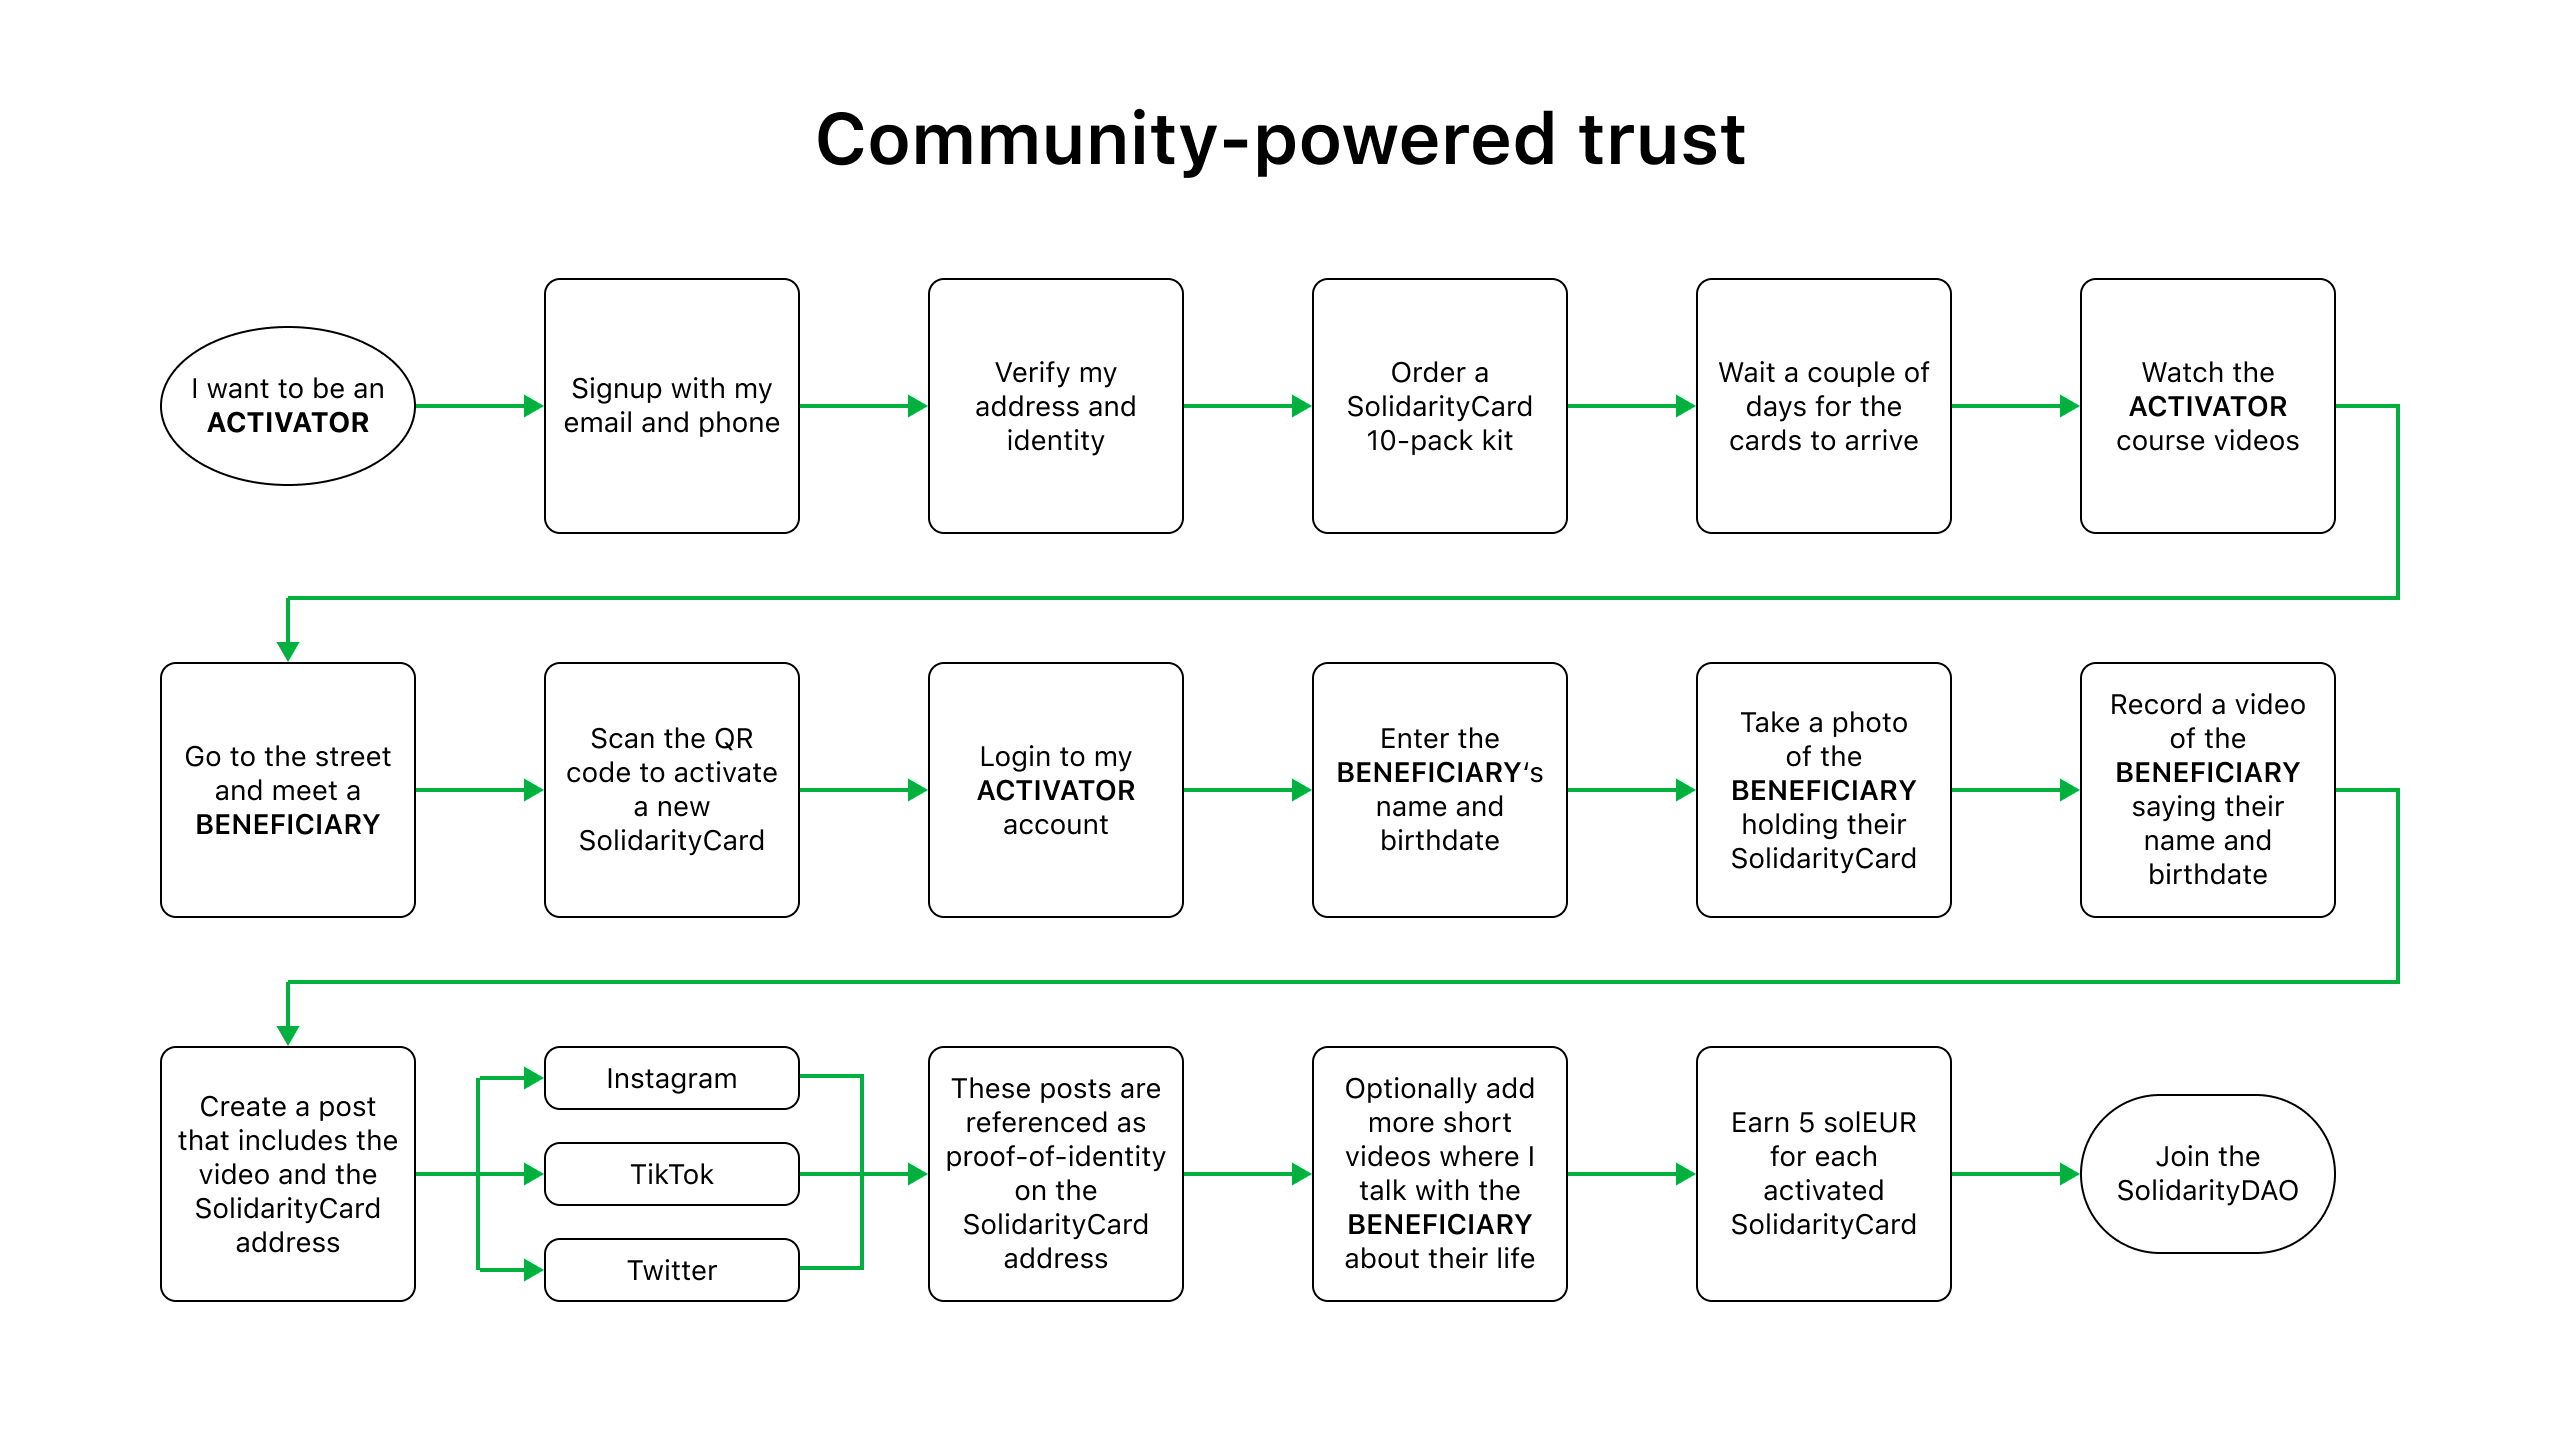 Community-powered trust
I want to be an
ACTIVATOR
Signup with my
email and phone
Verify my
address and
identity
Order a
SolidarityCard
10-pack kit
Wait a couple of
days for the
cards to arrive
Watch the
ACTIVATOR
course videos
Go to the street
and meet a
BENEFICIARY
Scan the QR
code to activate
a new
SolidarityCard
Login to my
ACTIVATOR
account
Enter the
BENEFICIARY‘s
name and
birthdate
Take a photo
of the
BENEFICIARY
holding their
SolidarityCard
Record a video
of the
BENEFICIARY
saying their
name and
birthdate
Create a post
that includes the
video and the
SolidarityCard
address
Instagram
TikTok
Twitter
These posts are
referenced as
proof-of-identity
on the
SolidarityCard
address
Optionally add
more short
videos where I
talk with the
BENEFICIARY
about their life
Earn 5 solEUR
for each
activated
SolidarityCard
Join the
SolidarityDAO